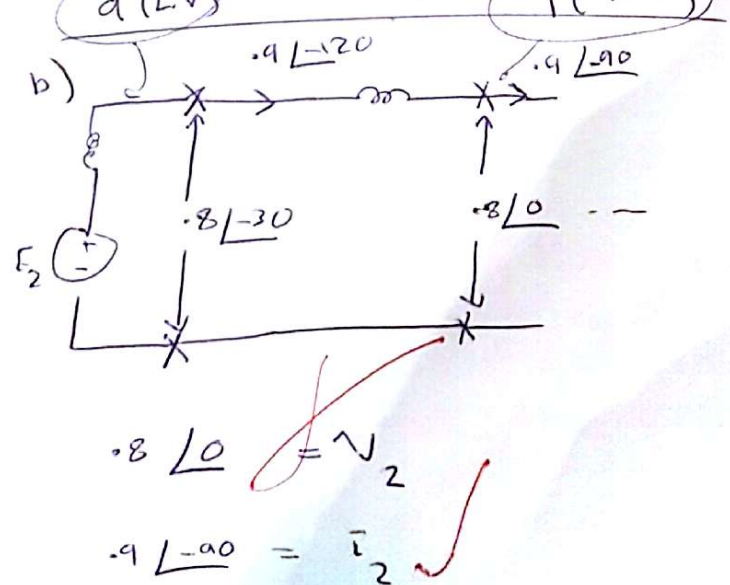 .9 ∠-120
.9 ∠-90
b)
.8 ∠-30
.8 ∠0 - -
E2
+
-
.8 ∠0 = V2
.9 ∠-90 = I2